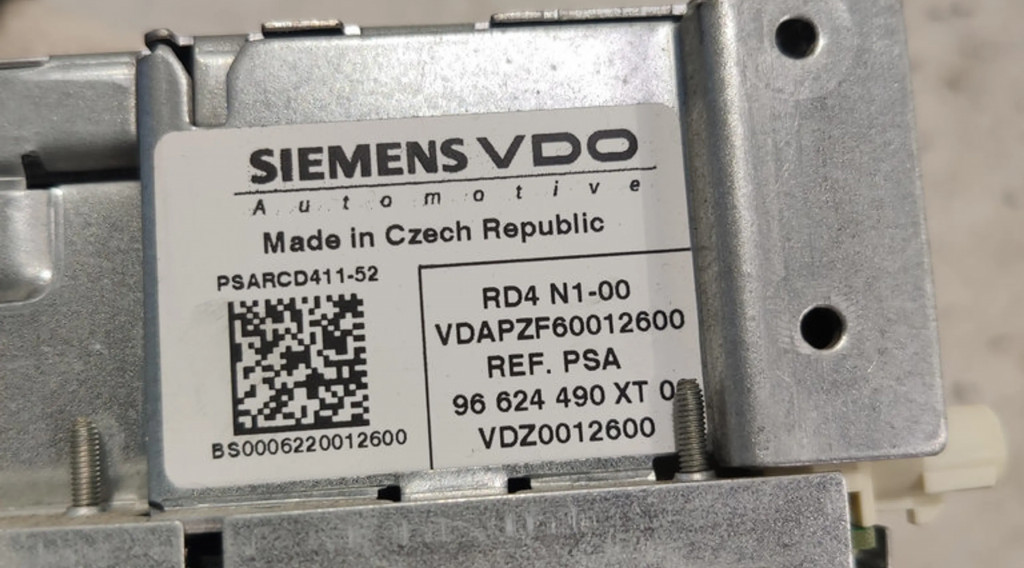 SIEMENS VDO
Automotive
Made in Czech Republic
PSARCD411-52
BS0006220012600
RD4 N1-00
VDAPZF60012600
REF. PSA
96 624 490 XT 0
VDZ0012600